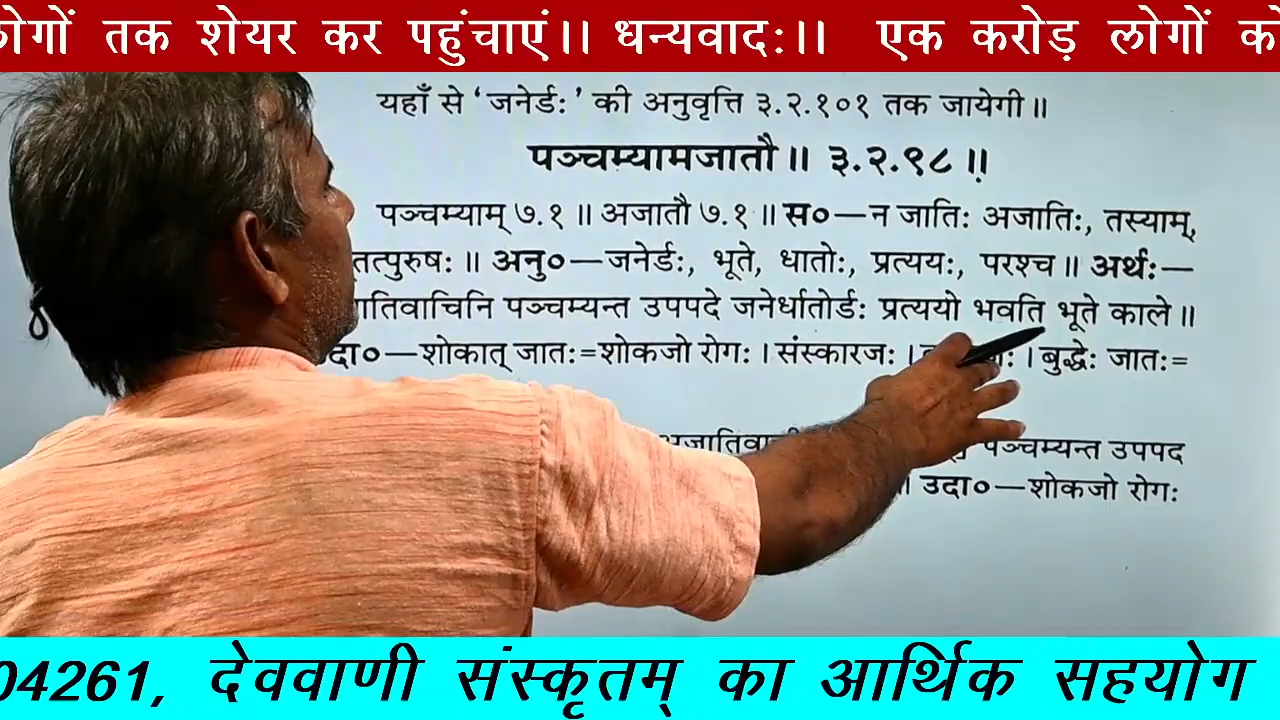 लोगों तक शेयर कर पहुंचाएं।। धन्यवादः।। एक करोड़ लोगों को
यहाँ से ‘जनेर्डः’ की अनुवृत्ति ३.२.१०१ तक जायेगी॥
पञ्चम्यामजातौ॥ ३.२.९८॥
पञ्चम्याम् ७.१॥ अजातौ ७.१॥ स०—न जातिः अजातिः, तस्याम्,
तत्पुरुषः॥ अनु०—जनेर्डः, भूते, धातोः, प्रत्ययः, परश्च॥ अर्थः—
पञ्चम्यन्त उपपदे जनेर्धातोर्डः प्रत्ययो भवति भूते काले॥
शोकात् जातः=शोकजो रोगः। संस्कारजः। बुद्धेः जातः=
पञ्चम्यन्त उपपद
उदा०—शोकजो रोगः
04261, देववाणी संस्कृतम् का आर्थिक सहयोग